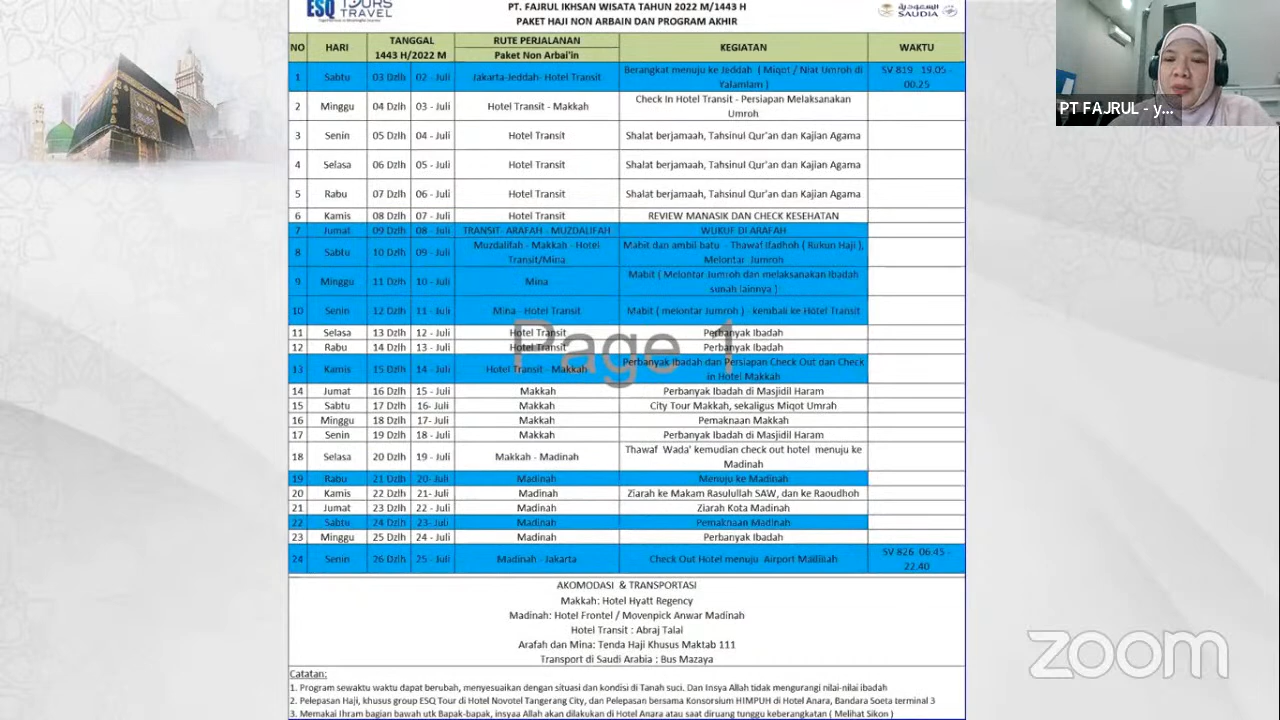 ESQ TOURS TRAVEL
PT. FAJRUL IKHSAN WISATA TAHUN 2022 M/1443 H
PAKET HAJI NON ARBAIN DAN PROGRAM AKHIR
السعودية
SAUDIA
PT FAJRUL - y...
NO HARI TANGGAL 1443 H/2022 M RUTE PERJALANAN Paket Non Arbai'in KEGIATAN WAKTU
1 Sabtu 03 Dzlh 02 - Juli Jakarta-Jeddah- Hotel Transit Berangkat menuju ke Jeddah ( Miqot / Niat Umroh di Yalamlam ) SV 819 19.05 - 00.25
2 Minggu 04 Dzlh 03 - Juli Hotel Transit - Makkah Check In Hotel Transit - Persiapan Melaksanakan Umroh
3 Senin 05 Dzlh 04 - Juli Hotel Transit Shalat berjamaah, Tahsinul Qur'an dan Kajian Agama
4 Selasa 06 Dzlh 05 - Juli Hotel Transit Shalat berjamaah, Tahsinul Qur'an dan Kajian Agama
5 Rabu 07 Dzlh 06 - Juli Hotel Transit Shalat berjamaah, Tahsinul Qur'an dan Kajian Agama
6 Kamis 08 Dzlh 07 - Juli Hotel Transit REVIEW MANASIK DAN CHECK KESEHATAN
7 Jumat 09 Dzlh 08 - Juli TRANSIT- ARAFAH - MUZDALIFAH WUKUF DI ARAFAH
8 Sabtu 10 Dzlh 09 - Juli Muzdalifah - Makkah - Hotel Transit/Mina Mabit dan ambil batu - Thawaf Ifadhoh ( Rukun Haji ), Melontar Jumroh
9 Minggu 11 Dzlh 10 - Juli Mina Mabit ( Melontar Jumroh dan melaksanakan Ibadah sunah lainnya )
10 Senin 12 Dzlh 11 - Juli Mina - Hotel Transit Mabit ( melontar Jumroh ) - kembali ke Hotel Transit
11 Selasa 13 Dzlh 12 - Juli Hotel Transit Perbanyak Ibadah
12 Rabu 14 Dzlh 13 - Juli Hotel Transit Perbanyak Ibadah
Page 1
13 Kamis 15 Dzlh 14 - Juli Hotel Transit - Makkah Perbanyak Ibadah dan Persiapan Check Out dan Check in Hotel Makkah
14 Jumat 16 Dzlh 15 - Juli Makkah Perbanyak Ibadah di Masjidil Haram
15 Sabtu 17 Dzlh 16- Juli Makkah City Tour Makkah, sekaligus Miqot Umrah
16 Minggu 18 Dzlh 17- Juli Makkah Pemaknaan Makkah
17 Senin 19 Dzlh 18 - Juli Makkah Perbanyak Ibadah di Masjidil Haram
18 Selasa 20 Dzlh 19 - Juli Makkah - Madinah Thawaf Wada' kemudian check out hotel menuju ke Madinah
19 Rabu 21 Dzlh 20- Juli Madinah Menuju ke Madinah
20 Kamis 22 Dzlh 21- Juli Madinah Ziarah ke Makam Rasulullah SAW, dan ke Raoudhoh
21 Jumat 23 Dzlh 22 - Juli Madinah Ziarah Kota Madinah
22 Sabtu 24 Dzlh 23- Juli Madinah Pemaknaan Madinah
23 Minggu 25 Dzlh 24 - Juli Madinah Perbanyak Ibadah
24 Senin 26 Dzlh 25 - Juli Madinah - Jakarta Check Out Hotel menuju Airport Madinah SV 826 06.45 - 22.40
AKOMODASI & TRANSPORTASI
Makkah: Hotel Hyatt Regency
Madinah: Hotel Frontel / Movenpick Anwar Madinah
Hotel Transit : Abraj Talai
Arafah dan Mina: Tenda Haji Khusus Maktab 111
Transport di Saudi Arabia : Bus Mazaya
zoom
Catatan:
1. Program sewaktu waktu dapat berubah, menyesuaikan dengan situasi dan kondisi di Tanah suci. Dan Insya Allah tidak mengurangi nilai-nilai ibadah
2. Pelepasan Haji, khusus group ESQ Tour di Hotel Novotel Tangerang City, dan Pelepasan bersama Konsorsium HIMPUH di Hotel Anara, Bandara Soeta terminal 3
3. Memakai Ihram bagian bawah utk Bapak-bapak, insyaa Allah akan dilakukan di Hotel Anara atau saat diruang tunggu keberangkatan ( Melihat Sikon )